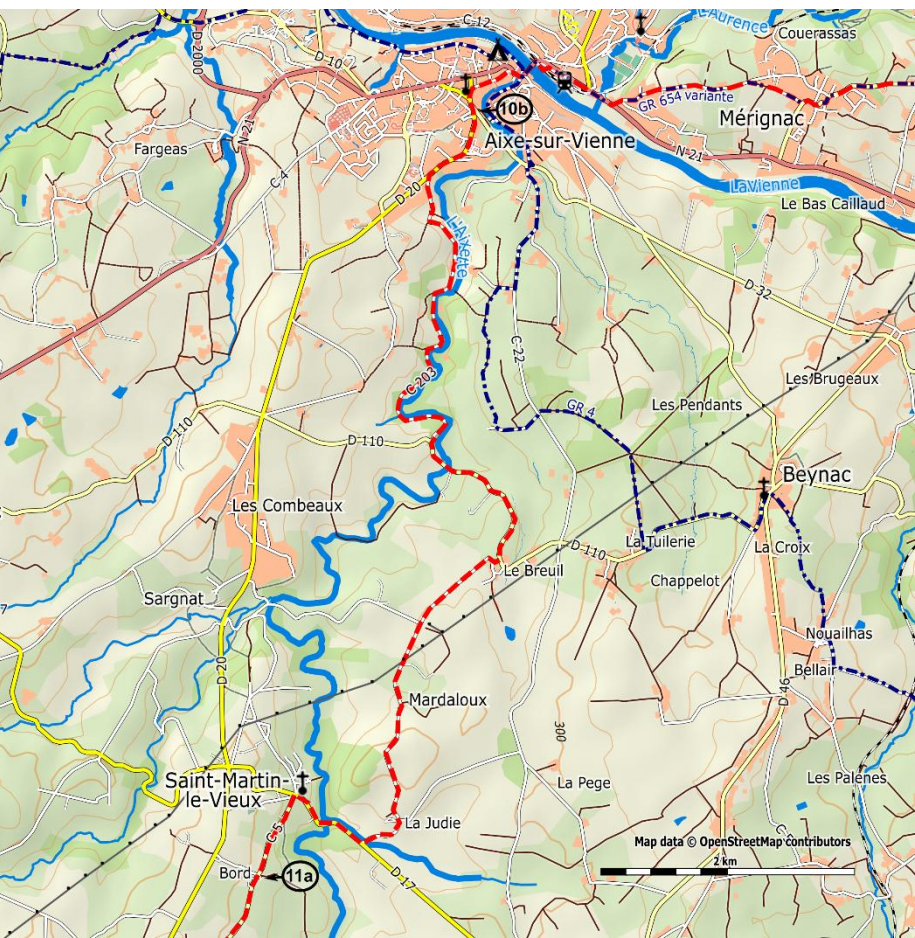 C 12
L'Aurence
Couerassas
D 2000
D 10
GR 654 variante
10b
Mérignac
N 21
Aixe-sur-Vienne
Fargeas
C 4
N 21
La Vienne
D 20
Le Bas Caillaud
L'Aixette
D 32
C 22
C 203
Les Brugeaux
GR 4
Les Pendants
D 110
D 110
Beynac
Les Combeaux
La Tuilerie
D 110
La Croix
Le Breuil
Chappelot
Sargnat
7
Nouailhas
D 20
Bellair
Mardaloux
D 46
300
Saint-Martin-
le-Vieux
La Pege
Les Palènes
La Judie
C 5
Map data © OpenStreetMap contributors
2 km
Bord
11a
D 17